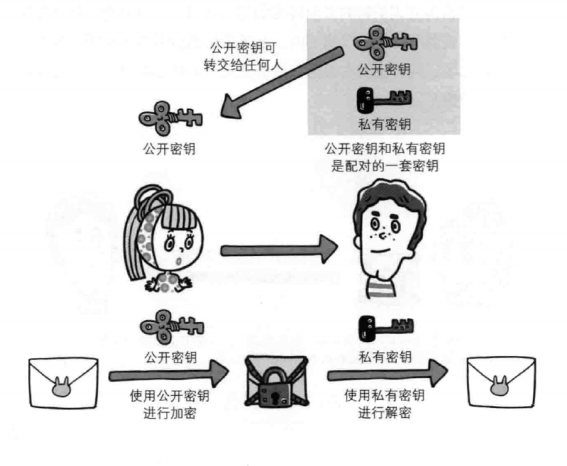 公开密钥可
转交给任何人
公开密钥
私有密钥
公开密钥
公开密钥和私有密钥
是配对的一套密钥
公开密钥
私有密钥
使用公开密钥
进行加密
使用私有密钥
进行解密